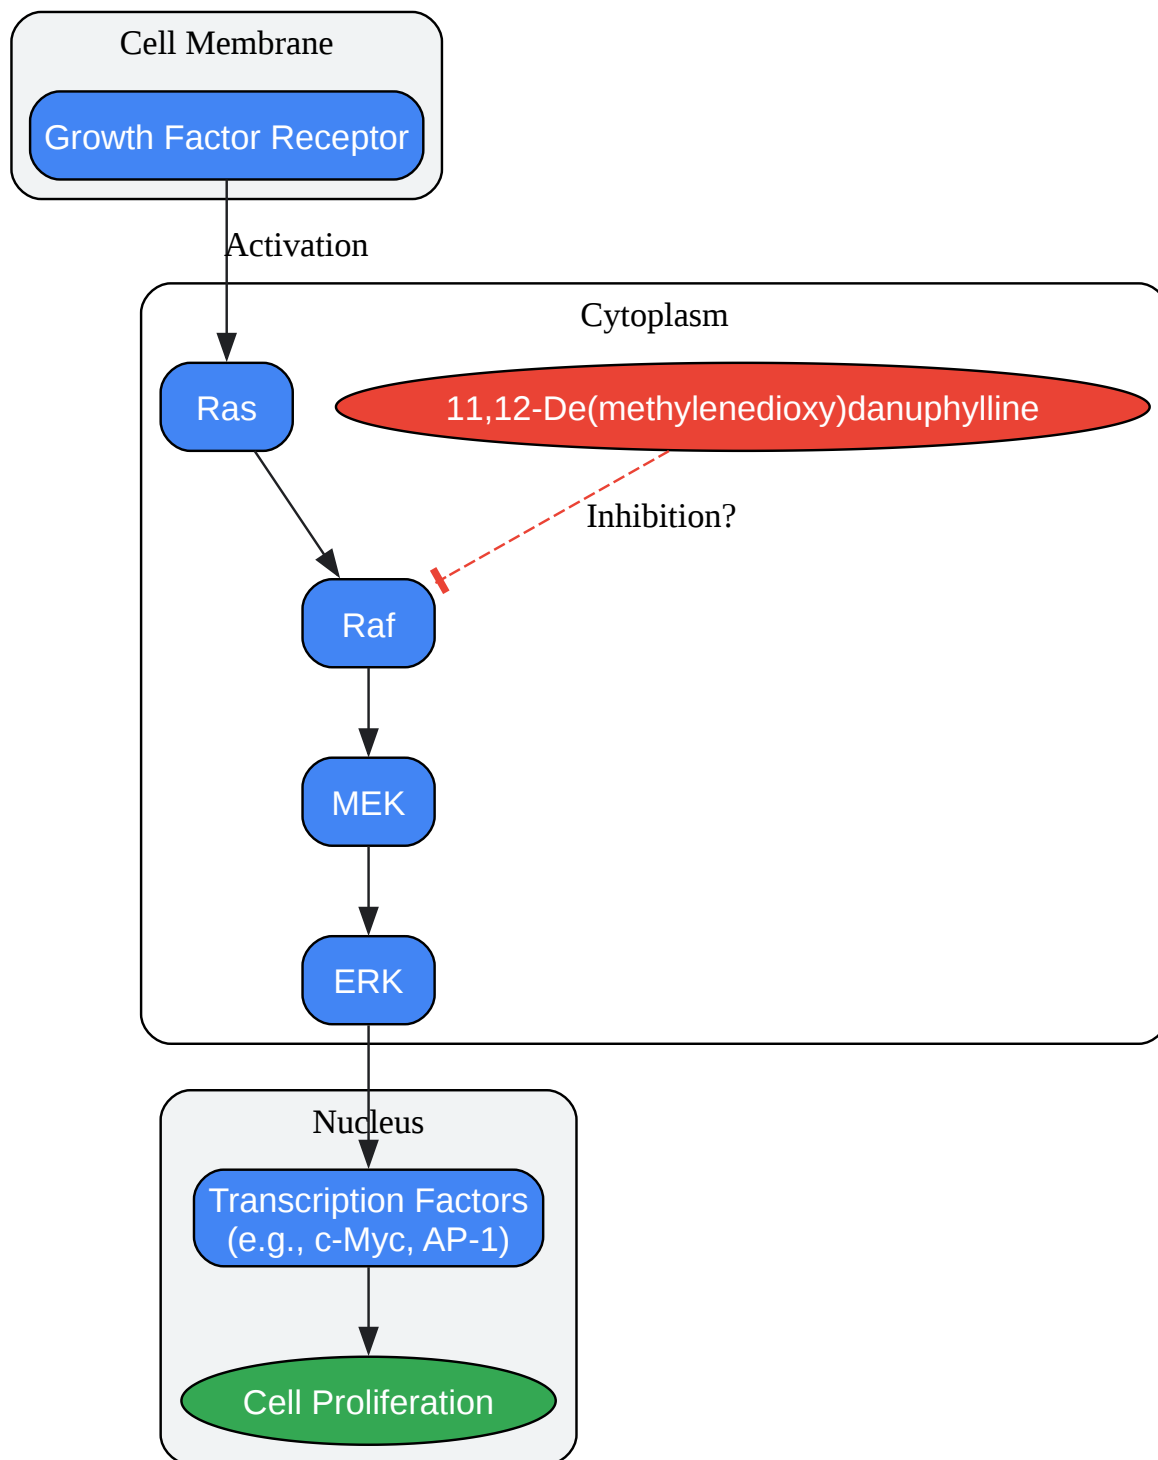 Cell Membrane
Growth Factor Receptor
Activation
Cytoplasm
Ras
11,12-De(methylenedioxy)danuphylline
Inhibition?
Raf
MEK
ERK
Nucleus
Transcription Factors
(e.g., c-Myc, AP-1)
Cell Proliferation